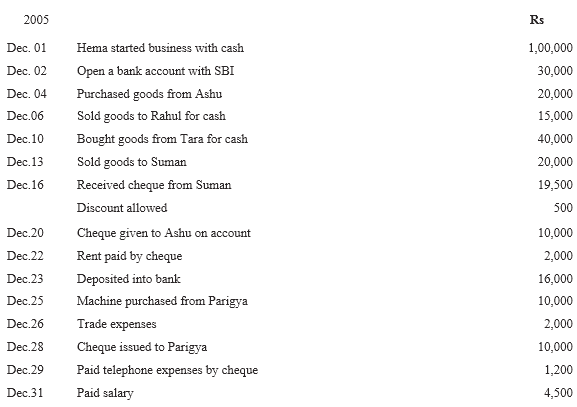 2005 Rs
Dec. 01 Hema started business with cash 1,00,000
Dec. 02 Open a bank account with SBI 30,000
Dec. 04 Purchased goods from Ashu 20,000
Dec.06 Sold goods to Rahul for cash 15,000
Dec.10 Bought goods from Tara for cash 40,000
Dec.13 Sold goods to Suman 20,000
Dec.16 Received cheque from Suman 19,500
Discount allowed 500
Dec.20 Cheque given to Ashu on account 10,000
Dec.22 Rent paid by cheque 2,000
Dec.23 Deposited into bank 16,000
Dec.25 Machine purchased from Parigya 10,000
Dec.26 Trade expenses 2,000
Dec.28 Cheque issued to Parigya 10,000
Dec.29 Paid telephone expenses by cheque 1,200
Dec.31 Paid salary 4,500